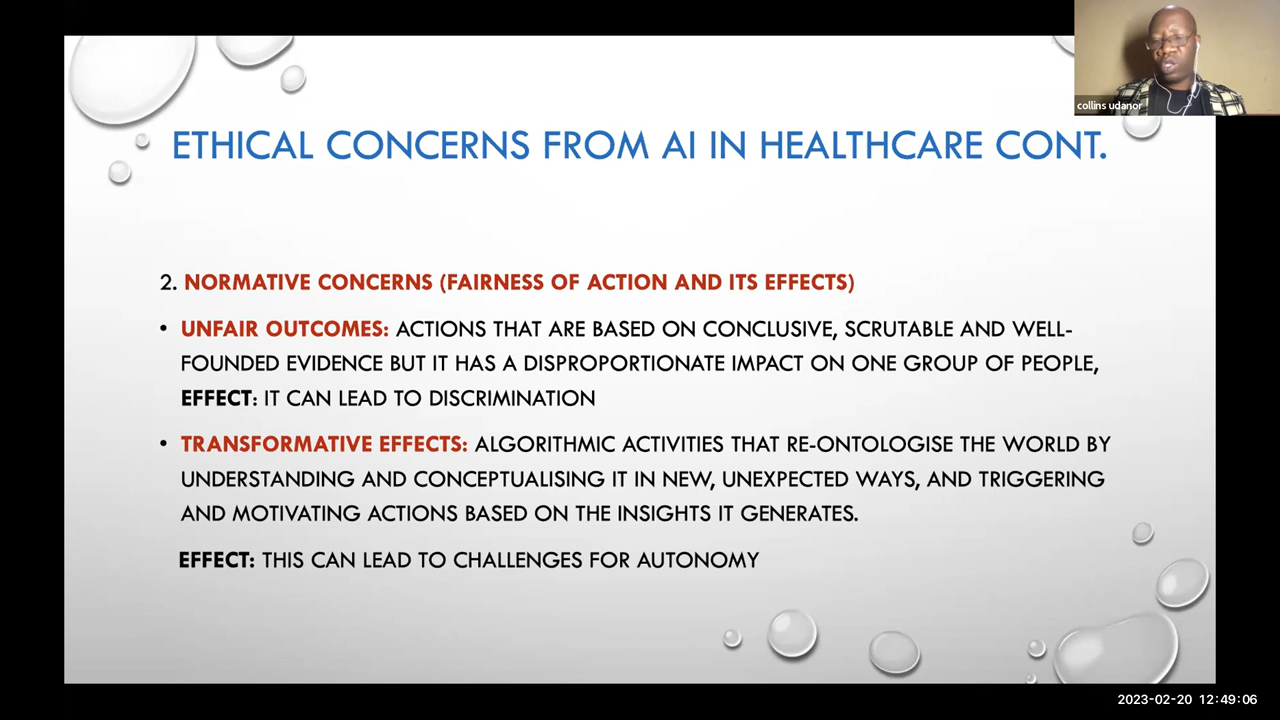 collins udanor
ETHICAL CONCERNS FROM AI IN HEALTHCARE CONT.
2. NORMATIVE CONCERNS (FAIRNESS OF ACTION AND ITS EFFECTS)
• UNFAIR OUTCOMES: ACTIONS THAT ARE BASED ON CONCLUSIVE, SCRUTABLE AND WELL-
FOUNDED EVIDENCE BUT IT HAS A DISPROPORTIONATE IMPACT ON ONE GROUP OF PEOPLE,
EFFECT: IT CAN LEAD TO DISCRIMINATION
• TRANSFORMATIVE EFFECTS: ALGORITHMIC ACTIVITIES THAT RE-ONTOLOGISE THE WORLD BY
UNDERSTANDING AND CONCEPTUALISING IT IN NEW, UNEXPECTED WAYS, AND TRIGGERING
AND MOTIVATING ACTIONS BASED ON THE INSIGHTS IT GENERATES.
EFFECT: THIS CAN LEAD TO CHALLENGES FOR AUTONOMY
2023-02-20 12:49:06